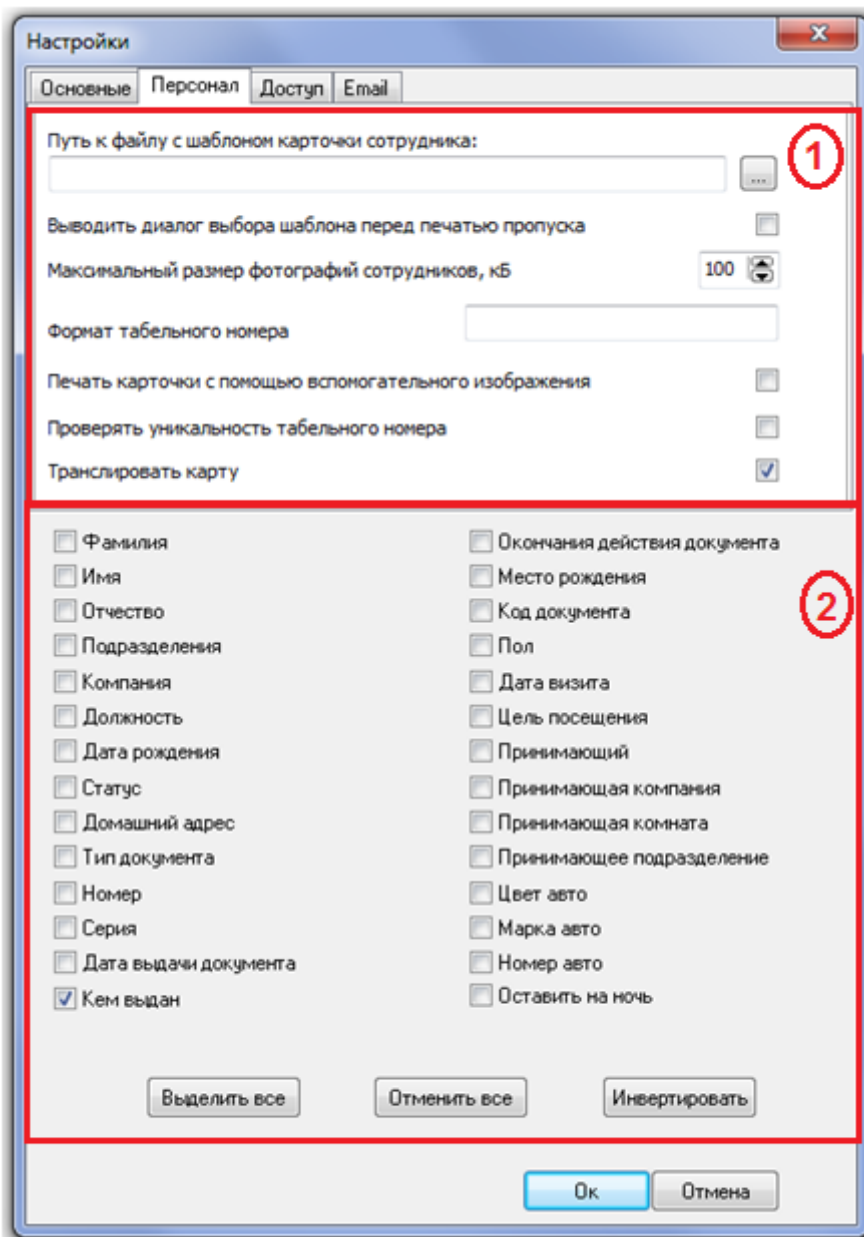 Настройки
Основные Персонал Доступ Email
Путь к файлу с шаблоном карточки сотрудника:
...
1
Выводить диалог выбора шаблона перед печатью пропуска
Максимальный размер фотографий сотрудников, кБ 100
Формат табельного номера
Печать карточки с помощью вспомогательного изображения
Проверять уникальность табельного номера
Транслировать карту
Фамилия Окончания действия документа
Имя Место рождения
2
Отчество Код документа
Подразделения Пол
Компания Дата визита
Должность Цель посещения
Дата рождения Принимающий
Статус Принимающая компания
Домашний адрес Принимающая комната
Тип документа Принимающее подразделение
Номер Цвет авто
Серия Марка авто
Дата выдачи документа Номер авто
Кем выдан Оставить на ночь
Выделить все Отменить все Инвертировать
Ок Отмена